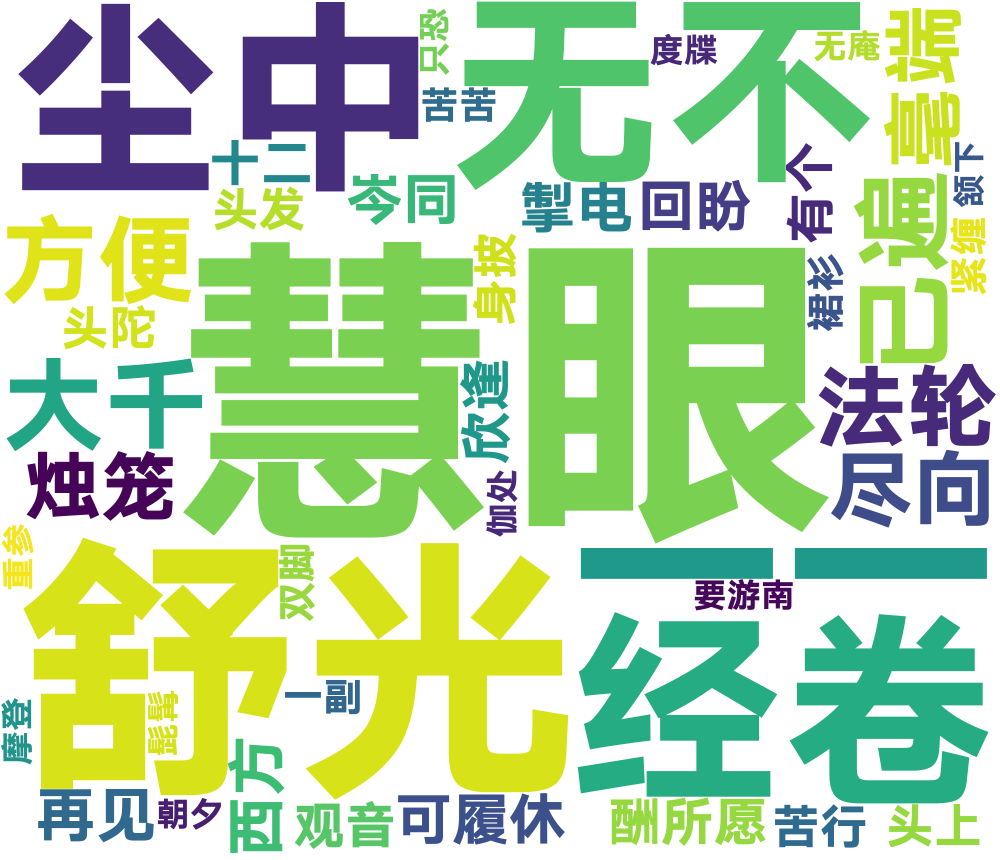 尘中
无不
只恐
苦苦
度牒
无庵
毫端
十二
头发
岑同
掣电
回盼
有个
颔下
方便
头陀
慧眼
身披
裙衫
已遍
紧缠
大千
欣逢
法轮
烛笼
伽处
尽向
重参
舒光
双脚
一一
要游南
经卷
摩登
髭髯
一副
再见
朝夕
西方
观音
可履休
酬所愿
苦行
头上